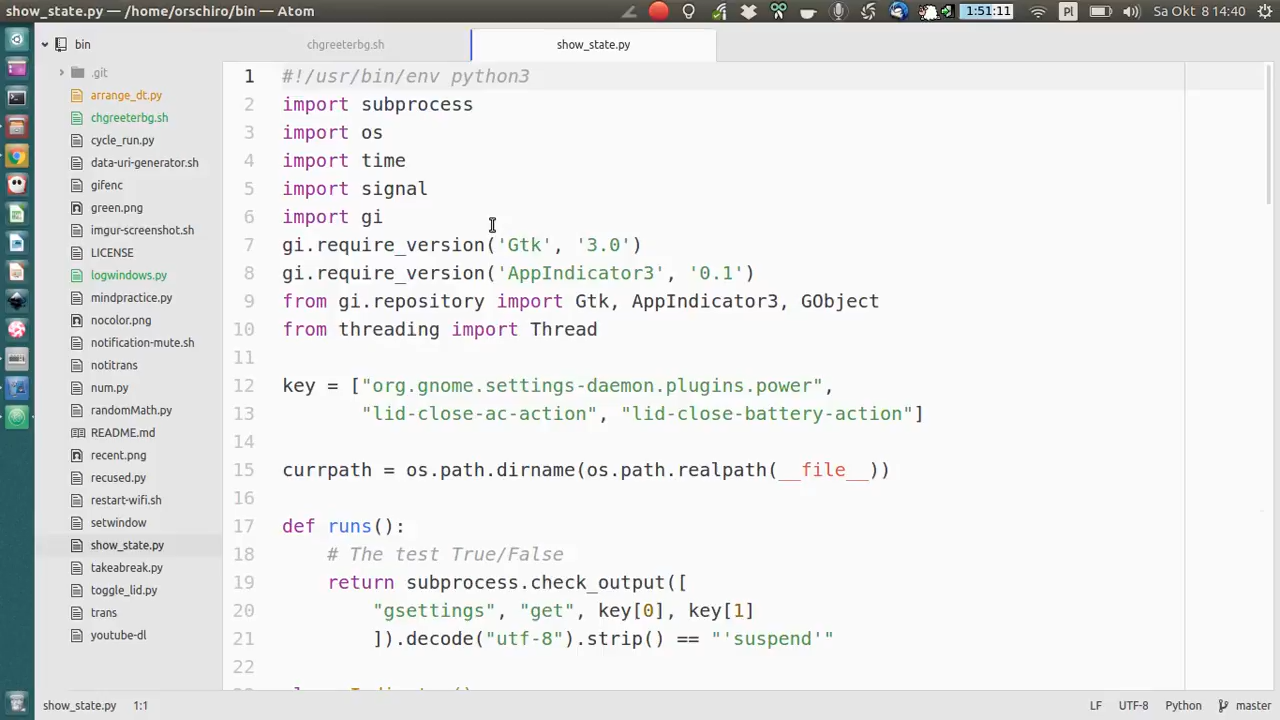 show_state.py — /home/orschiro/bin — Atom
1:51:11
Pl
Sa Okt 8 14:40
bin
chgreeterbg.sh
show_state.py
.git
arrange_dt.py
chgreeterbg.sh
cycle_run.py
data-uri-generator.sh
gifenc
green.png
imgur-screenshot.sh
LICENSE
logwindows.py
mindpractice.py
nocolor.png
notification-mute.sh
notitrans
num.py
randomMath.py
README.md
recent.png
recused.py
restart-wifi.sh
setwindow
show_state.py
takeabreak.py
toggle_lid.py
trans
youtube-dl
1 #!/usr/bin/env python3
2 import subprocess
3 import os
4 import time
5 import signal
6 import gi
7 gi.require_version('Gtk', '3.0')
8 gi.require_version('AppIndicator3', '0.1')
9 from gi.repository import Gtk, AppIndicator3, GObject
10 from threading import Thread
11
12 key = ["org.gnome.settings-daemon.plugins.power",
13 "lid-close-ac-action", "lid-close-battery-action"]
14
15 currpath = os.path.dirname(os.path.realpath(__file__))
16
17 def runs():
18 # The test True/False
19 return subprocess.check_output([
20 "gsettings", "get", key[0], key[1]
21 ]).decode("utf-8").strip() == "'suspend'"
22
show_state.py 1:1
LF UTF-8 Python master